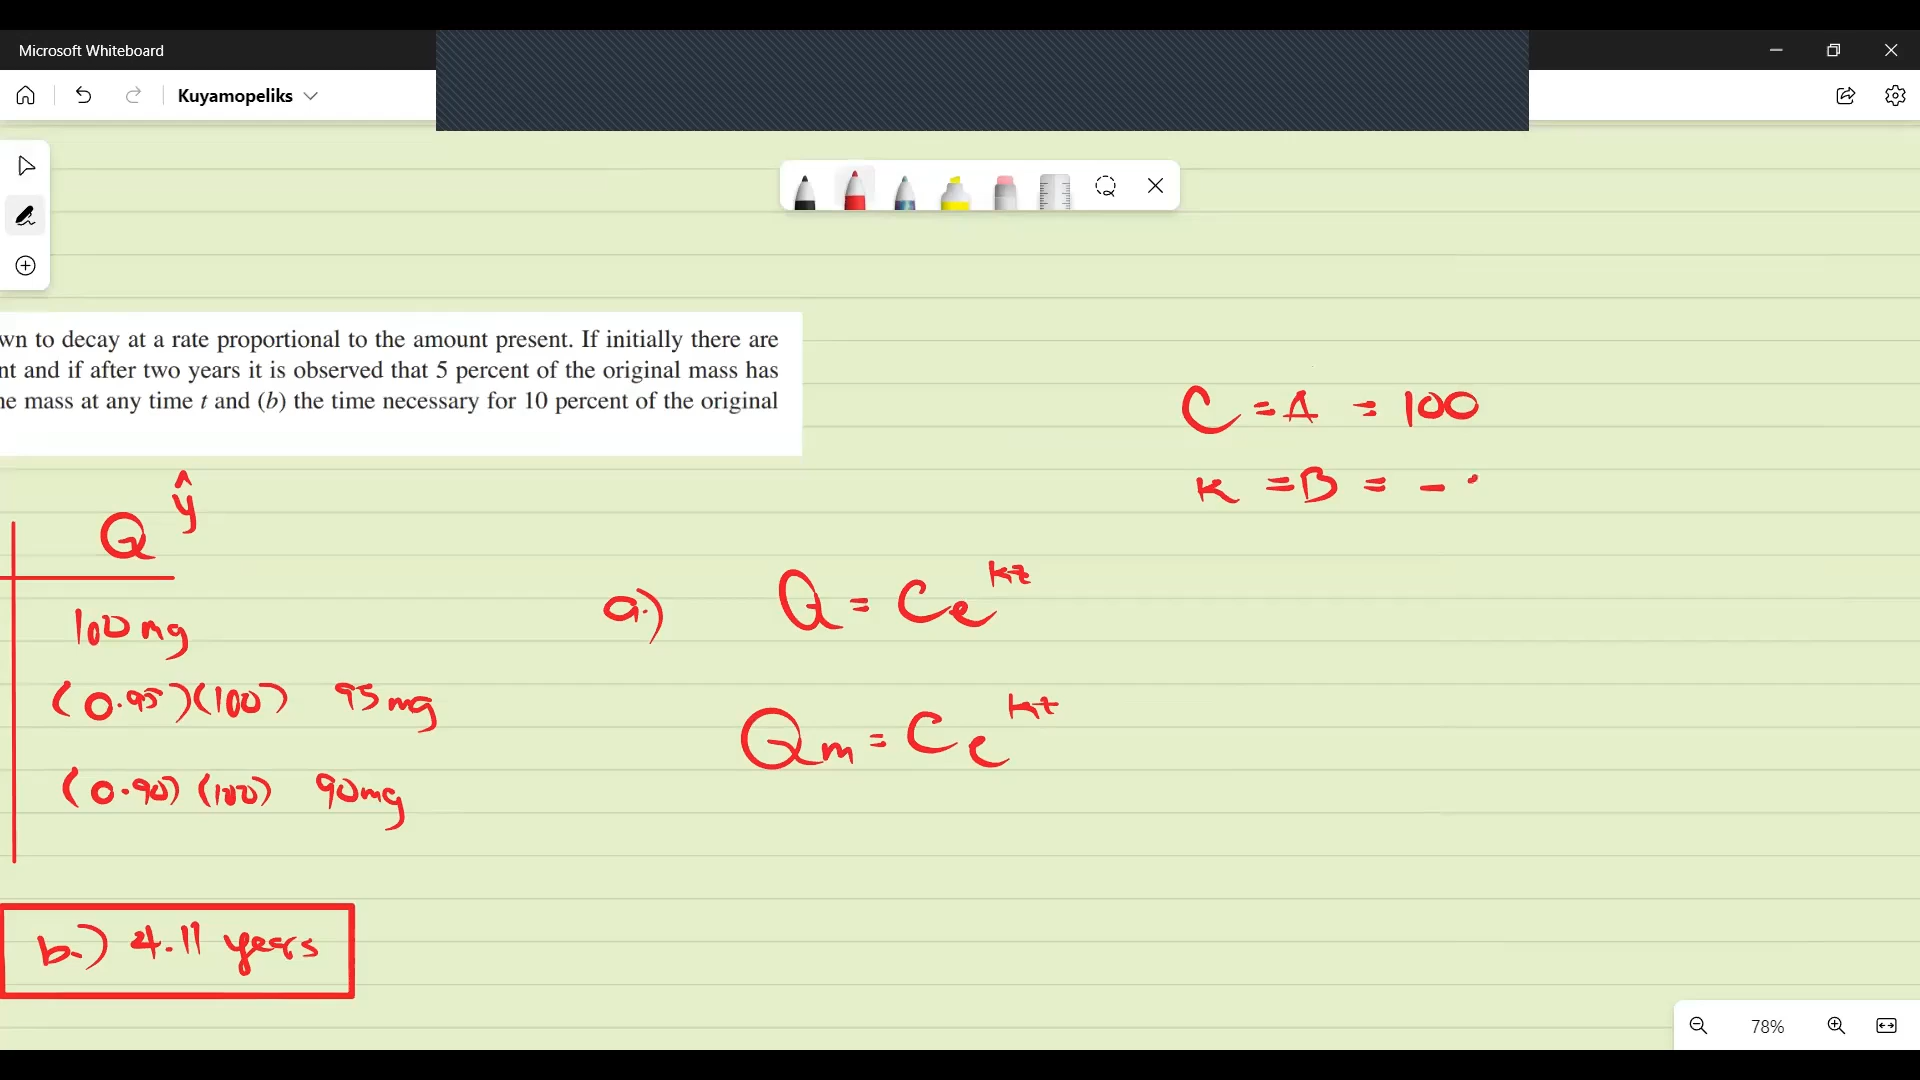 Microsoft Whiteboard
Kuyamopeliks
wn to decay at a rate proportional to the amount present. If initially there are
nt and if after two years it is observed that 5 percent of the original mass has
ne mass at any time t and (b) the time necessary for 10 percent of the original
C = A = 100
K = B = - .
Q ŷ
100 mg
(0.95)(100) 95 mg
(0.90)(100) 90 mg
a.) Q = Ce^kt
Qm = Ce^kt
b.) 4.11 years
78%